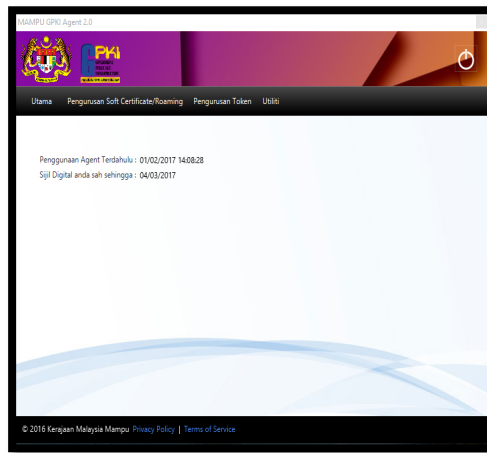 MAMPU GPKI Agent 2.0
GPKI
Utama Pengurusan Soft Certificate/Roaming Pengurusan Token Utiliti
Penggunaan Agent Terdahulu : 01/02/2017 14:08:28
Sijil Digital anda sah sehingga : 04/03/2017
© 2016 Kerajaan Malaysia Mampu Privacy Policy | Terms of Service